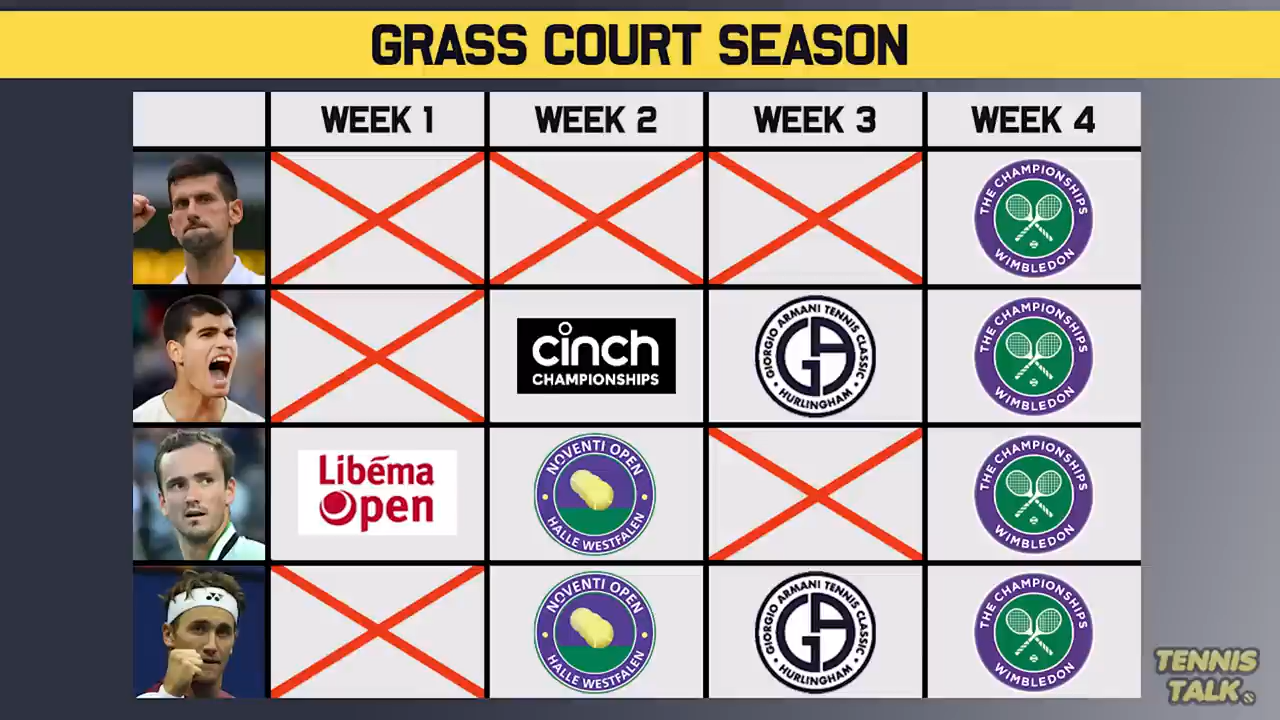 GRASS COURT SEASON
WEEK 1 WEEK 2 WEEK 3 WEEK 4
THE CHAMPIONSHIPS
WIMBLEDON
cinch
CHAMPIONSHIPS
GIORGIO ARMANI TENNIS CLASSIC
GA
HURLINGHAM
THE CHAMPIONSHIPS
WIMBLEDON
Libéma
Open
NOVENTI OPEN
HALLE WESTFALEN
THE CHAMPIONSHIPS
WIMBLEDON
NOVENTI OPEN
HALLE WESTFALEN
GIORGIO ARMANI TENNIS CLASSIC
GA
HURLINGHAM
THE CHAMPIONSHIPS
WIMBLEDON
TENNIS
TALK